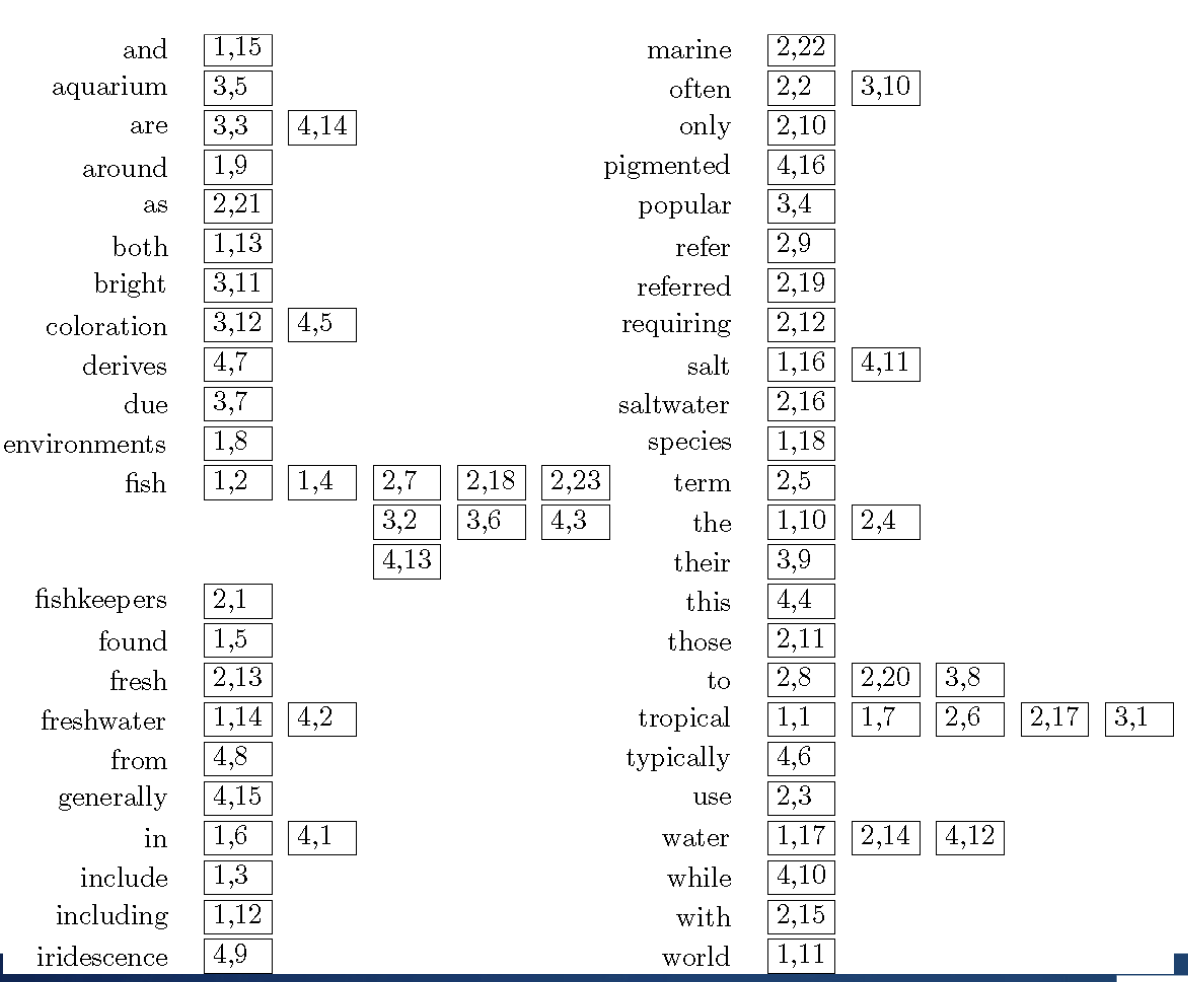 and 1,15
aquarium 3,5
are 3,3 4,14
around 1,9
as 2,21
both 1,13
bright 3,11
coloration 3,12 4,5
derives 4,7
due 3,7
environments 1,8
fish 1,2 1,4 2,7 2,18 2,23
3,2 3,6 4,3
4,13
fishkeepers 2,1
found 1,5
fresh 2,13
freshwater 1,14 4,2
from 4,8
generally 4,15
in 1,6 4,1
include 1,3
including 1,12
iridescence 4,9
marine 2,22
often 2,2 3,10
only 2,10
pigmented 4,16
popular 3,4
refer 2,9
referred 2,19
requiring 2,12
salt 1,16 4,11
saltwater 2,16
species 1,18
term 2,5
the 1,10 2,4
their 3,9
this 4,4
those 2,11
to 2,8 2,20 3,8
tropical 1,1 1,7 2,6 2,17 3,1
typically 4,6
use 2,3
water 1,17 2,14 4,12
while 4,10
with 2,15
world 1,11